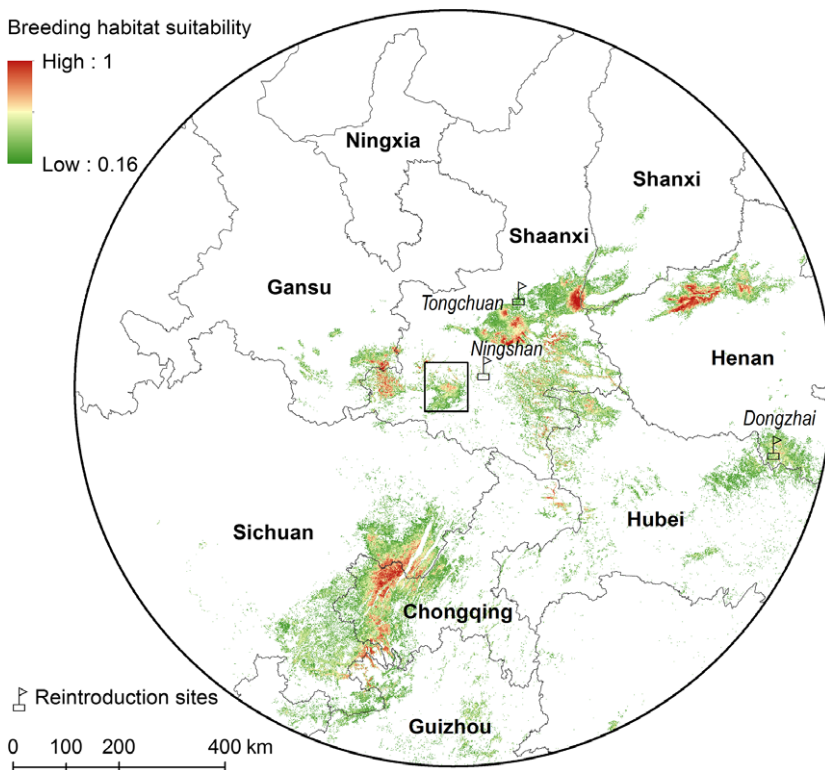 Breeding habitat suitability
High : 1
Low : 0.16
Ningxia
Shanxi
Shaanxi
Gansu
Tongchuan
Ningshan
Henan
Dongzhai
Sichuan
Hubei
Chongqing
Reintroduction sites
Guizhou
0 100 200 400 km